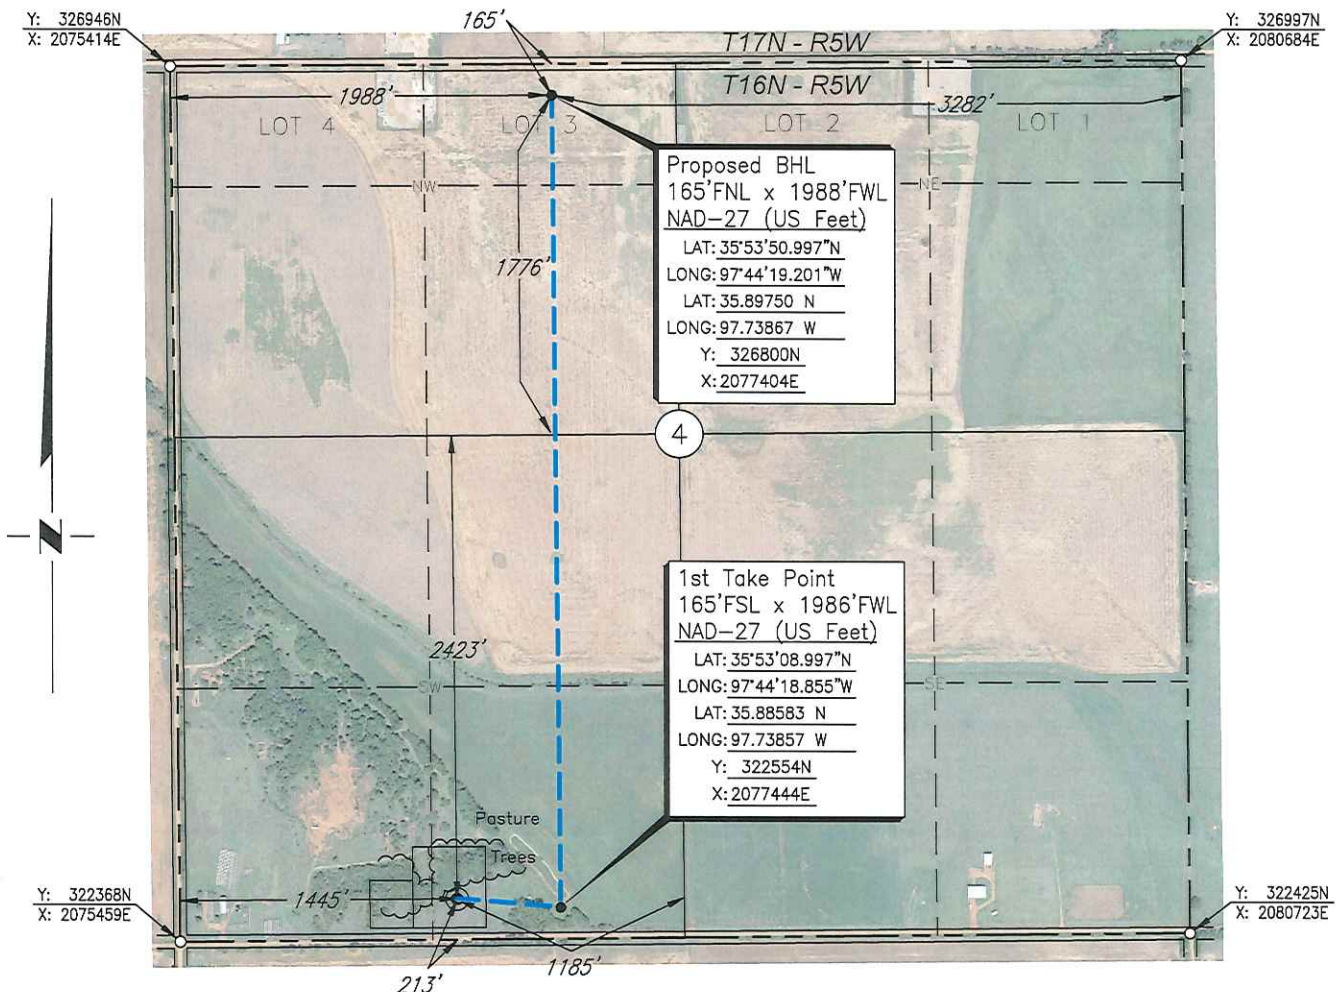 Y: 326946N
X: 2075414E
165'
T17N - R5W
T16N - R5W
Y: 326997N
X: 2080684E
1988'
3282'
LOT 4
LOT 3
LOT 2
LOT 1
NW
NE
Proposed BHL
165'FNL x 1988'FWL
NAD-27 (US Feet)
LAT: 35°53'50.997"N
LONG: 97°44'19.201"W
LAT: 35.89750 N
LONG: 97.73867 W
Y: 326800N
X: 2077404E
1776'
4
N
1st Take Point
165'FSL x 1986'FWL
NAD-27 (US Feet)
LAT: 35°53'08.997"N
LONG: 97°44'18.855"W
LAT: 35.88583 N
LONG: 97.73857 W
Y: 322554N
X: 2077444E
2423'
SW
SE
Pasture
Trees
1445'
Y: 322368N
X: 2075459E
Y: 322425N
X: 2080723E
213'
1185'